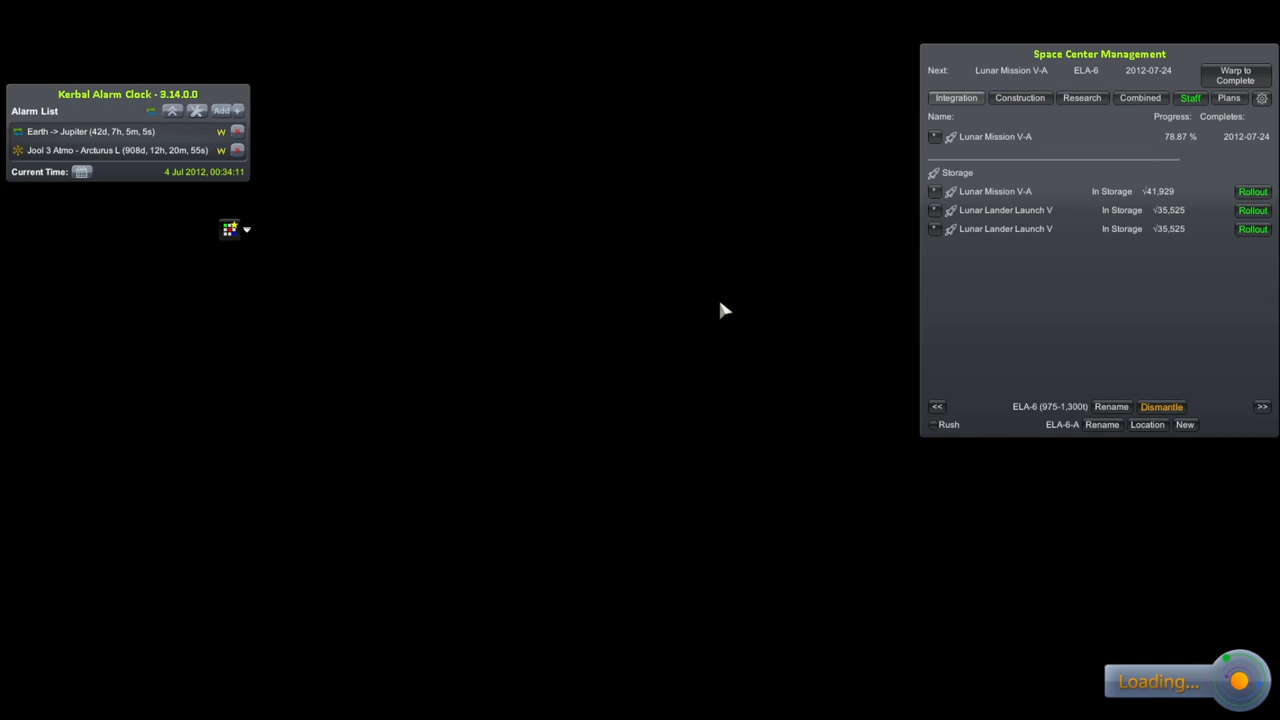 Kerbal Alarm Clock - 3.14.0.0
Alarm List Add +
Earth -> Jupiter (42d, 7h, 5m, 5s) W
Jool 3 Atmo - Arcturus L (908d, 12h, 20m, 55s) W
Current Time: 4 Jul 2012, 00:34:11
Space Center Management
Next: Lunar Mission V-A ELA-6 2012-07-24 Warp to Complete
Integration Construction Research Combined Staff Plans
Name: Progress: Completes:
* Lunar Mission V-A 78.87 % 2012-07-24
Storage
* Lunar Mission V-A In Storage √41,929 Rollout
* Lunar Lander Launch V In Storage √35,525 Rollout
* Lunar Lander Launch V In Storage √35,525 Rollout
<< ELA-6 (975-1,300t) Rename Dismantle >>
Rush ELA-6-A Rename Location New
Loading...